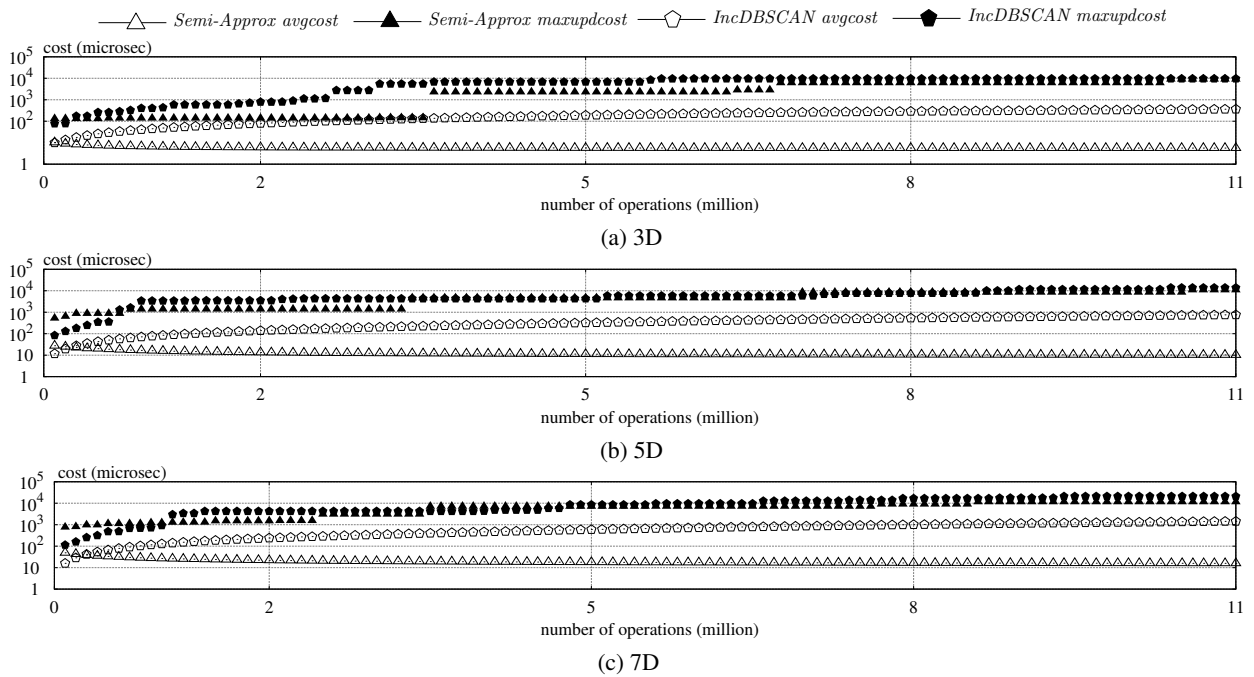 Semi-Approx avgcost Semi-Approx maxupdcost IncDBSCAN avgcost IncDBSCAN maxupdcost
cost (microsec)
10^5
10^4
10^3
10^2
10
1
0 2 5 8 11
number of operations (million)
(a) 3D
cost (microsec)
10^5
10^4
10^3
10^2
10
1
0 2 5 8 11
number of operations (million)
(b) 5D
cost (microsec)
10^5
10^4
10^3
10^2
10
1
0 2 5 8 11
number of operations (million)
(c) 7D